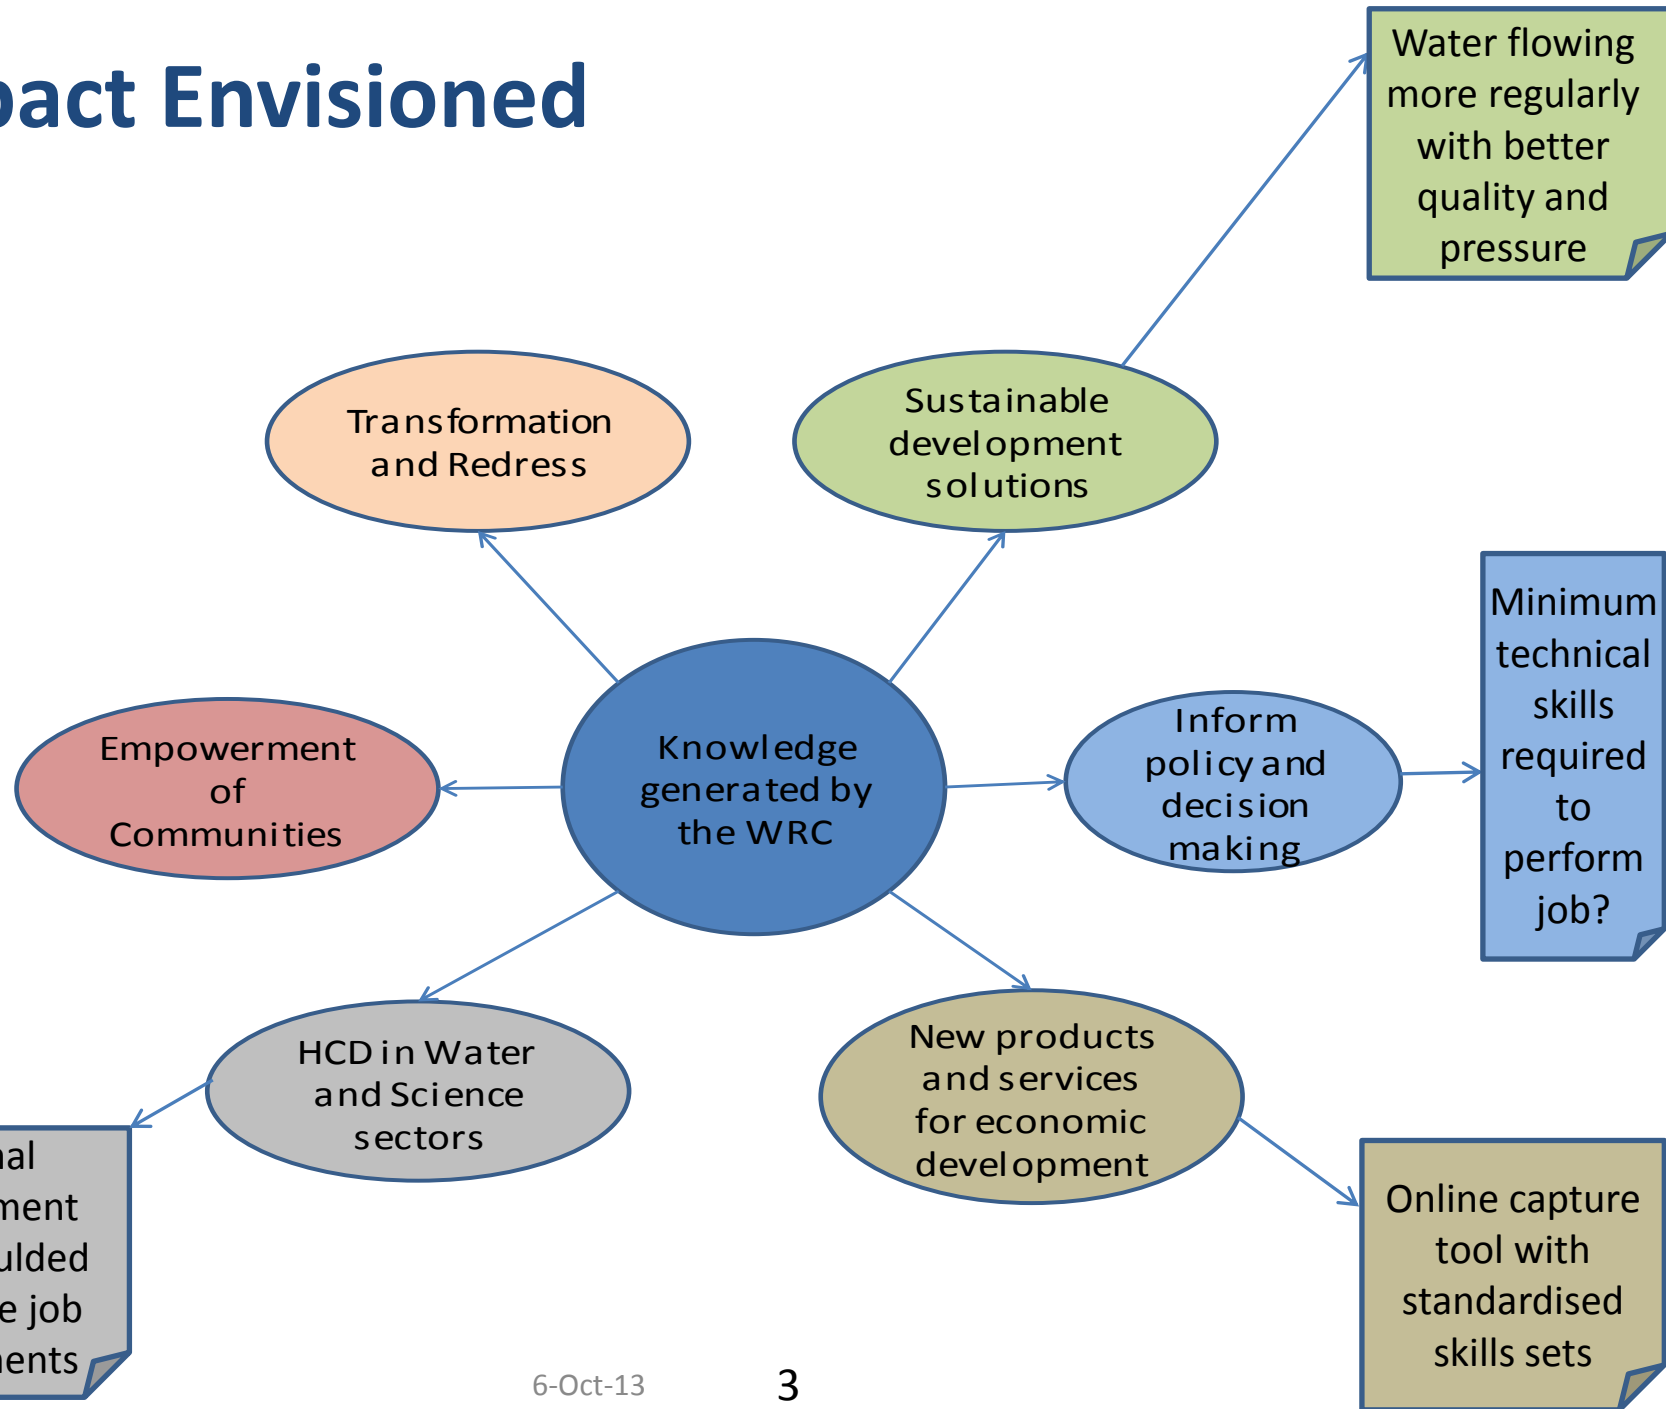 pact Envisioned
Water flowing
more regularly
with better
quality and
pressure
Transformation
and Redress
Sustainable
development
solutions
Minimum
technical
skills
required
to
perform
job?
Empowerment
of
Communities
Knowledge
generated by
the WRC
Inform
policy and
decision
making
HCD in Water
and Science
sectors
New products
and services
for economic
development
nal
ment
ulded
e job
ments
Online capture
tool with
standardised
skills sets
6-Oct-13
3